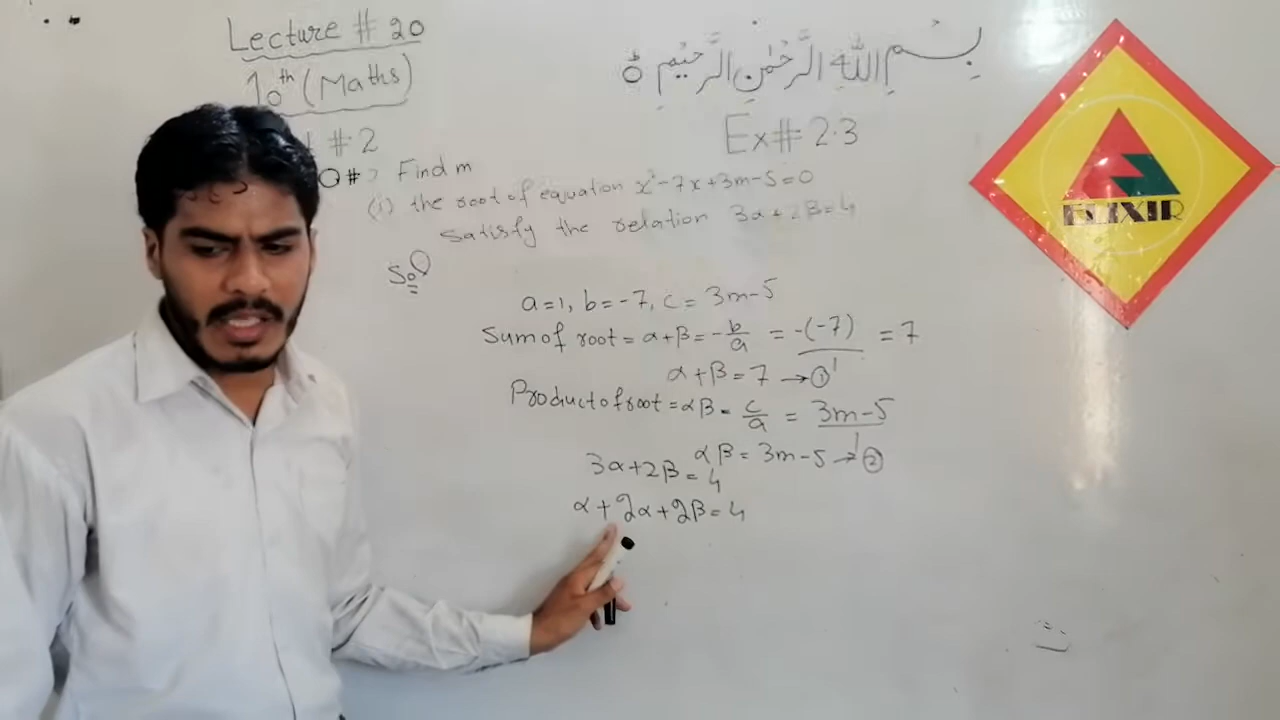 Lecture # 20
10th (Maths)
# 2
بِسْمِ اللّٰهِ الرَّحْمٰنِ الرَّحِيْمِ ۝
Ex# 2.3
Find m
(i) the root of equation x²-7x+3m-5=0
Satisfy the relation 3α+2β=4
Sol
a=1, b=-7, c= 3m-5
Sum of root = α+β = -b/a = -(-7)/1 = 7
α+β=7 →①
Product of root = αβ = c/a = 3m-5/1
αβ = 3m-5 →②
3α+2β=4
α+2α+2β=4
ELIXIR